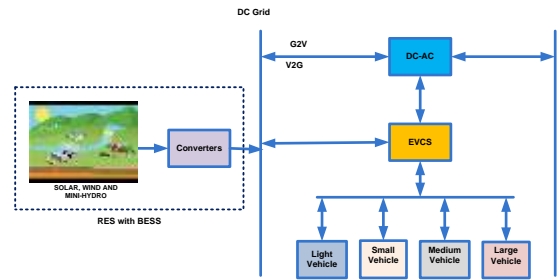 DC Grid
G2V
V2G
DC-AC
Converters
EVCS
SOLAR, WIND AND
MINI-HYDRO
RES with BESS
Light
Vehicle
Small
Vehicle
Medium
Vehicle
Large
Vehicle